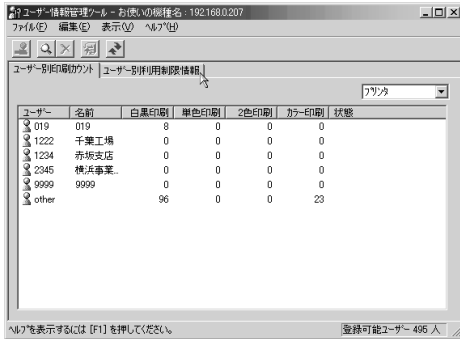 ユーザー情報管理ツール - お使いの機種名 : 192.168.0.207
ファイル(F) 編集(E) 表示(V) ヘルプ(H)
ユーザー別印刷カウント ユーザー別利用制限情報
プリンタ
ユーザー 名前 白黒印刷 単色印刷 2色印刷 カラー印刷 状態
019 019 8 0 0 0
1222 千葉工場 0 0 0 0
1234 赤坂支店 0 0 0 0
2345 横浜事業... 0 0 0 0
9999 9999 0 0 0 0
other 96 0 0 23
ヘルプを表示するには [F1] を押してください。 登録可能ユーザー 495 人